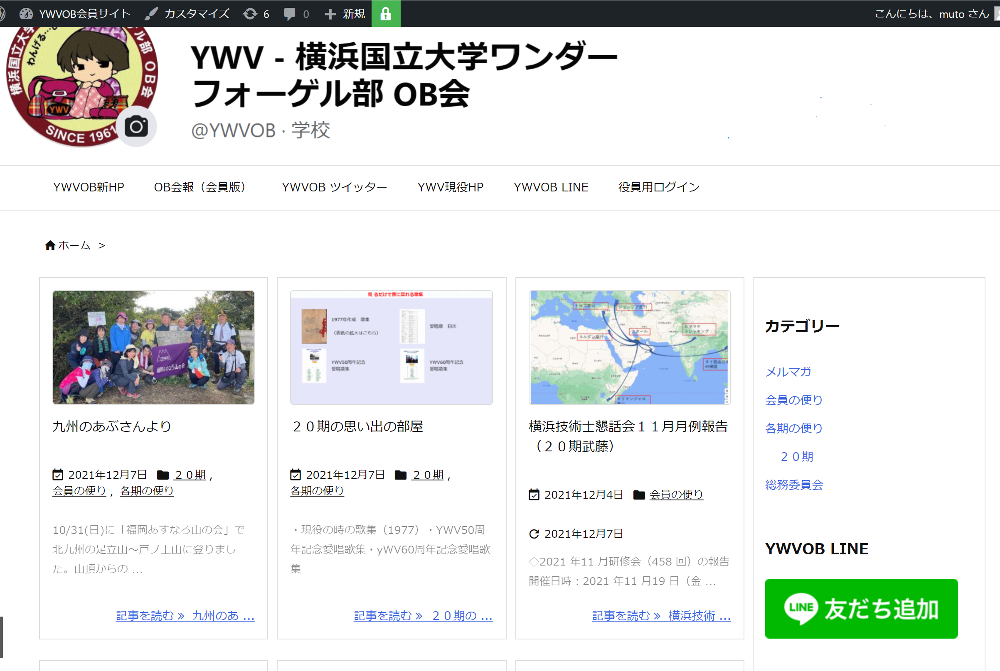 YWVOB会員サイト カスタマイズ 6 0 新規 こんにちは、muto さん
横浜国立大学
わんげる…
ル部 OB会
YWV
SINCE 1961
YWV - 横浜国立大学ワンダー
フォーゲル部 OB会
@YWVOB · 学校
YWVOB新HP OB会報（会員版） YWVOB ツイッター YWV現役HP YWVOB LINE 役員用ログイン
ホーム >
福岡あすなろ山の会
九州のあぶさんより
2021年12月7日 ２０期 ,
会員の便り , 各期の便り
10/31(日)に「福岡あすなろ山の会」で
北九州の足立山～戸ノ上山に登りまし
た。山頂からの ...
記事を読む » 九州のあ ...
見るだけで昔に戻れる歌集
1977年作成 歌集
（表紙の拡大はこちら）
愛唱歌 目次
YWV50周年記念
愛唱歌集
YWV60周年記念
愛唱歌集
２０期の思い出の部屋
2021年12月7日 ２０期 ,
各期の便り
・現役の時の歌集（1977）・YWV50周
年記念愛唱歌集・yWV60周年記念愛唱歌
集
記事を読む » ２０期の ...
トルコ旅行
ジョージア旅行
カタール
ヒマラヤ
トレッキング
ヨルダン旅行
タイ経由日本
の帰国
キリマンジャロ
横浜技術士懇話会１１月月例報告
（２０期武藤）
2021年12月4日 会員の便り
2021年12月7日
◇2021 年11 月研修会（458 回）の報告
開催日時：2021 年11 月19 日（金 ...
記事を読む » 横浜技術 ...
カテゴリー
メルマガ
会員の便り
各期の便り
２０期
総務委員会
YWVOB LINE
LINE 友だち追加